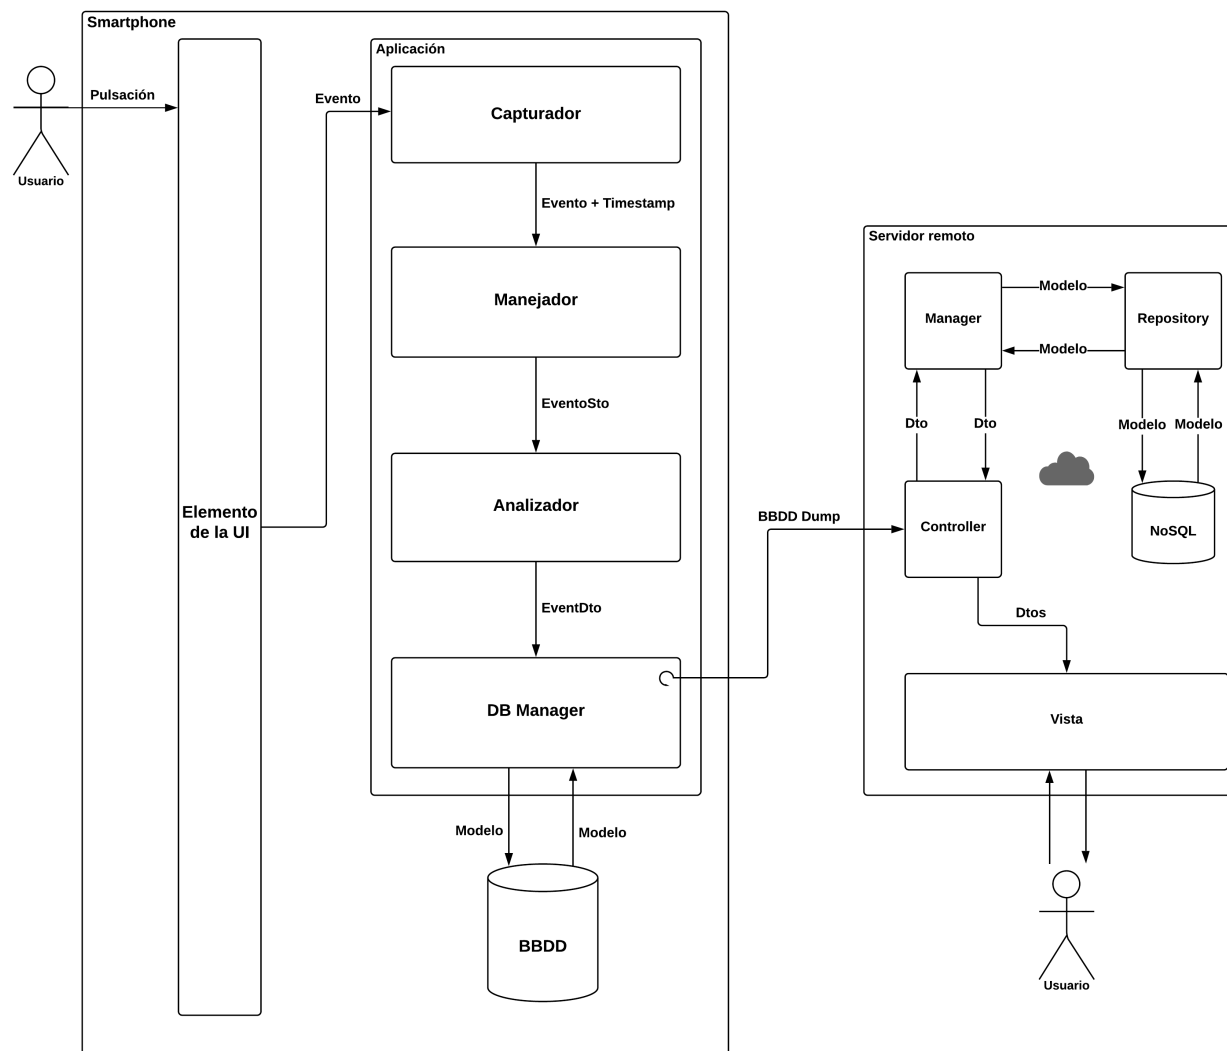 Smartphone
Aplicación
Pulsación
Evento
Capturador
Usuario
Evento + Timestamp
Servidor remoto
Manejador
Modelo
Manager
Repository
Modelo
EventoSto
Dto
Dto
Modelo
Modelo
Analizador
Elemento
de la UI
BBDD Dump
Controller
NoSQL
EventDto
Dtos
DB Manager
Vista
Modelo
Modelo
BBDD
Usuario